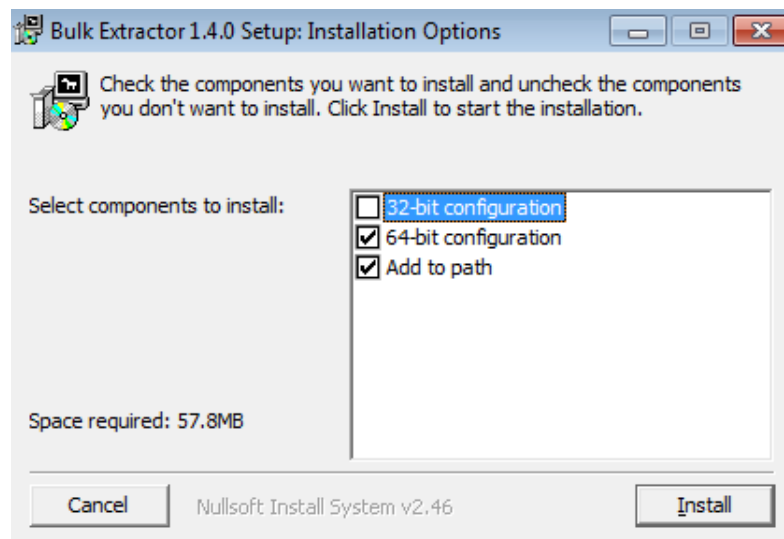 Bulk Extractor 1.4.0 Setup: Installation Options
Check the components you want to install and uncheck the components
you don't want to install. Click Install to start the installation.
Select components to install:
32-bit configuration
64-bit configuration
Add to path
Space required: 57.8MB
Cancel
Nullsoft Install System v2.46
Install